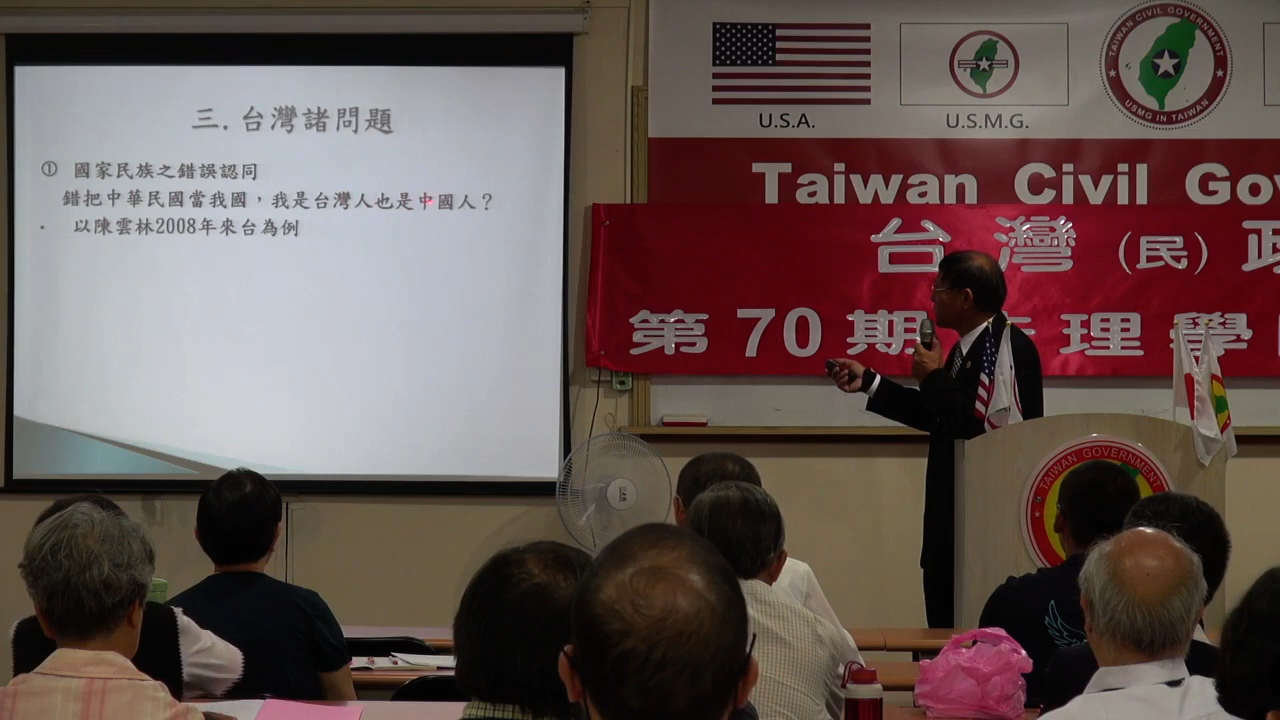 三. 台灣諸問題
① 國家民族之錯誤認同
錯把中華民國當我國，我是台灣人也是中國人？
· 以陳雲林2008年來台為例
U.S.A.
U.S.M.G.
TAIWAN CIVIL GOVERNMENT
USMG IN TAIWAN
Taiwan Civil Go
台灣（民）政
第70期 理學
TAIWAN GOVERNMENT